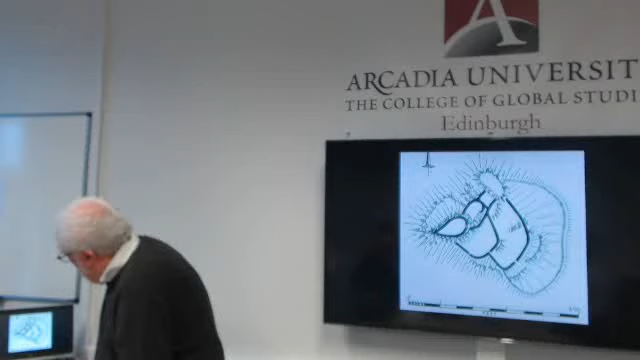 A
ARCADIA UNIVERSIT
THE COLLEGE OF GLOBAL STUDI
Edinburgh